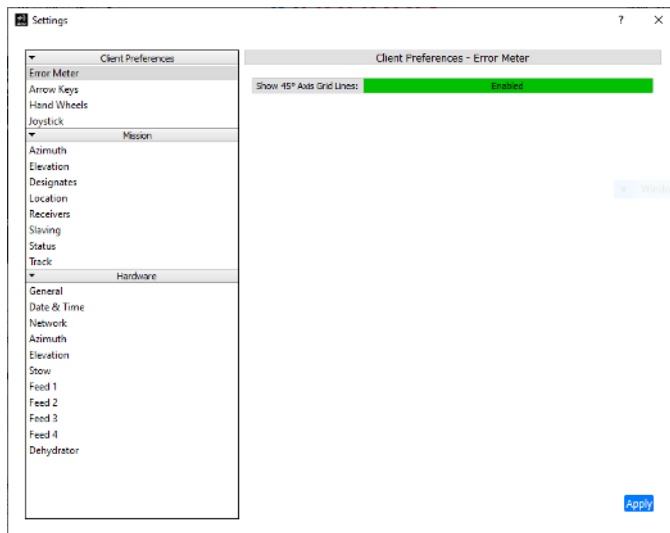 Settings
?
Client Preferences
Error Meter
Arrow Keys
Hand Wheels
Joystick
Mission
Azimuth
Elevation
Designates
Location
Receivers
Slaving
Status
Track
Hardware
General
Date & Time
Network
Azimuth
Elevation
Stow
Feed 1
Feed 2
Feed 3
Feed 4
Dehydrator
Client Preferences - Error Meter
Show 45° Axis Grid Lines: Enabled
Apply